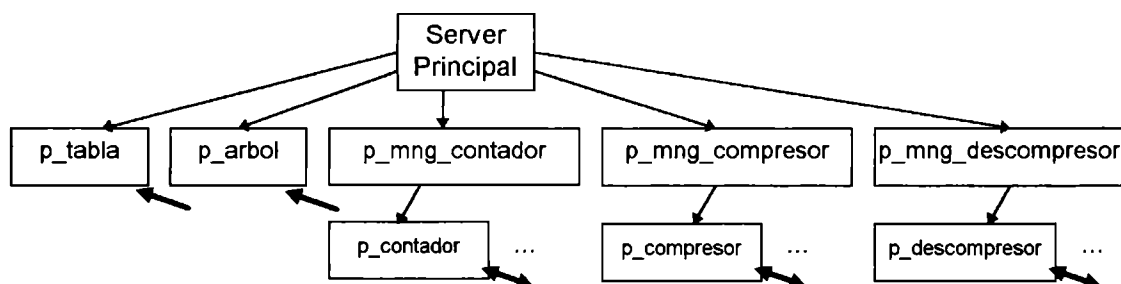 Server
Principal
p_tabla
p_arbol
p_mng_contador
p_mng_compresor
p_mng_descompresor
p_contador
...
p_compresor
...
p_descompresor
...